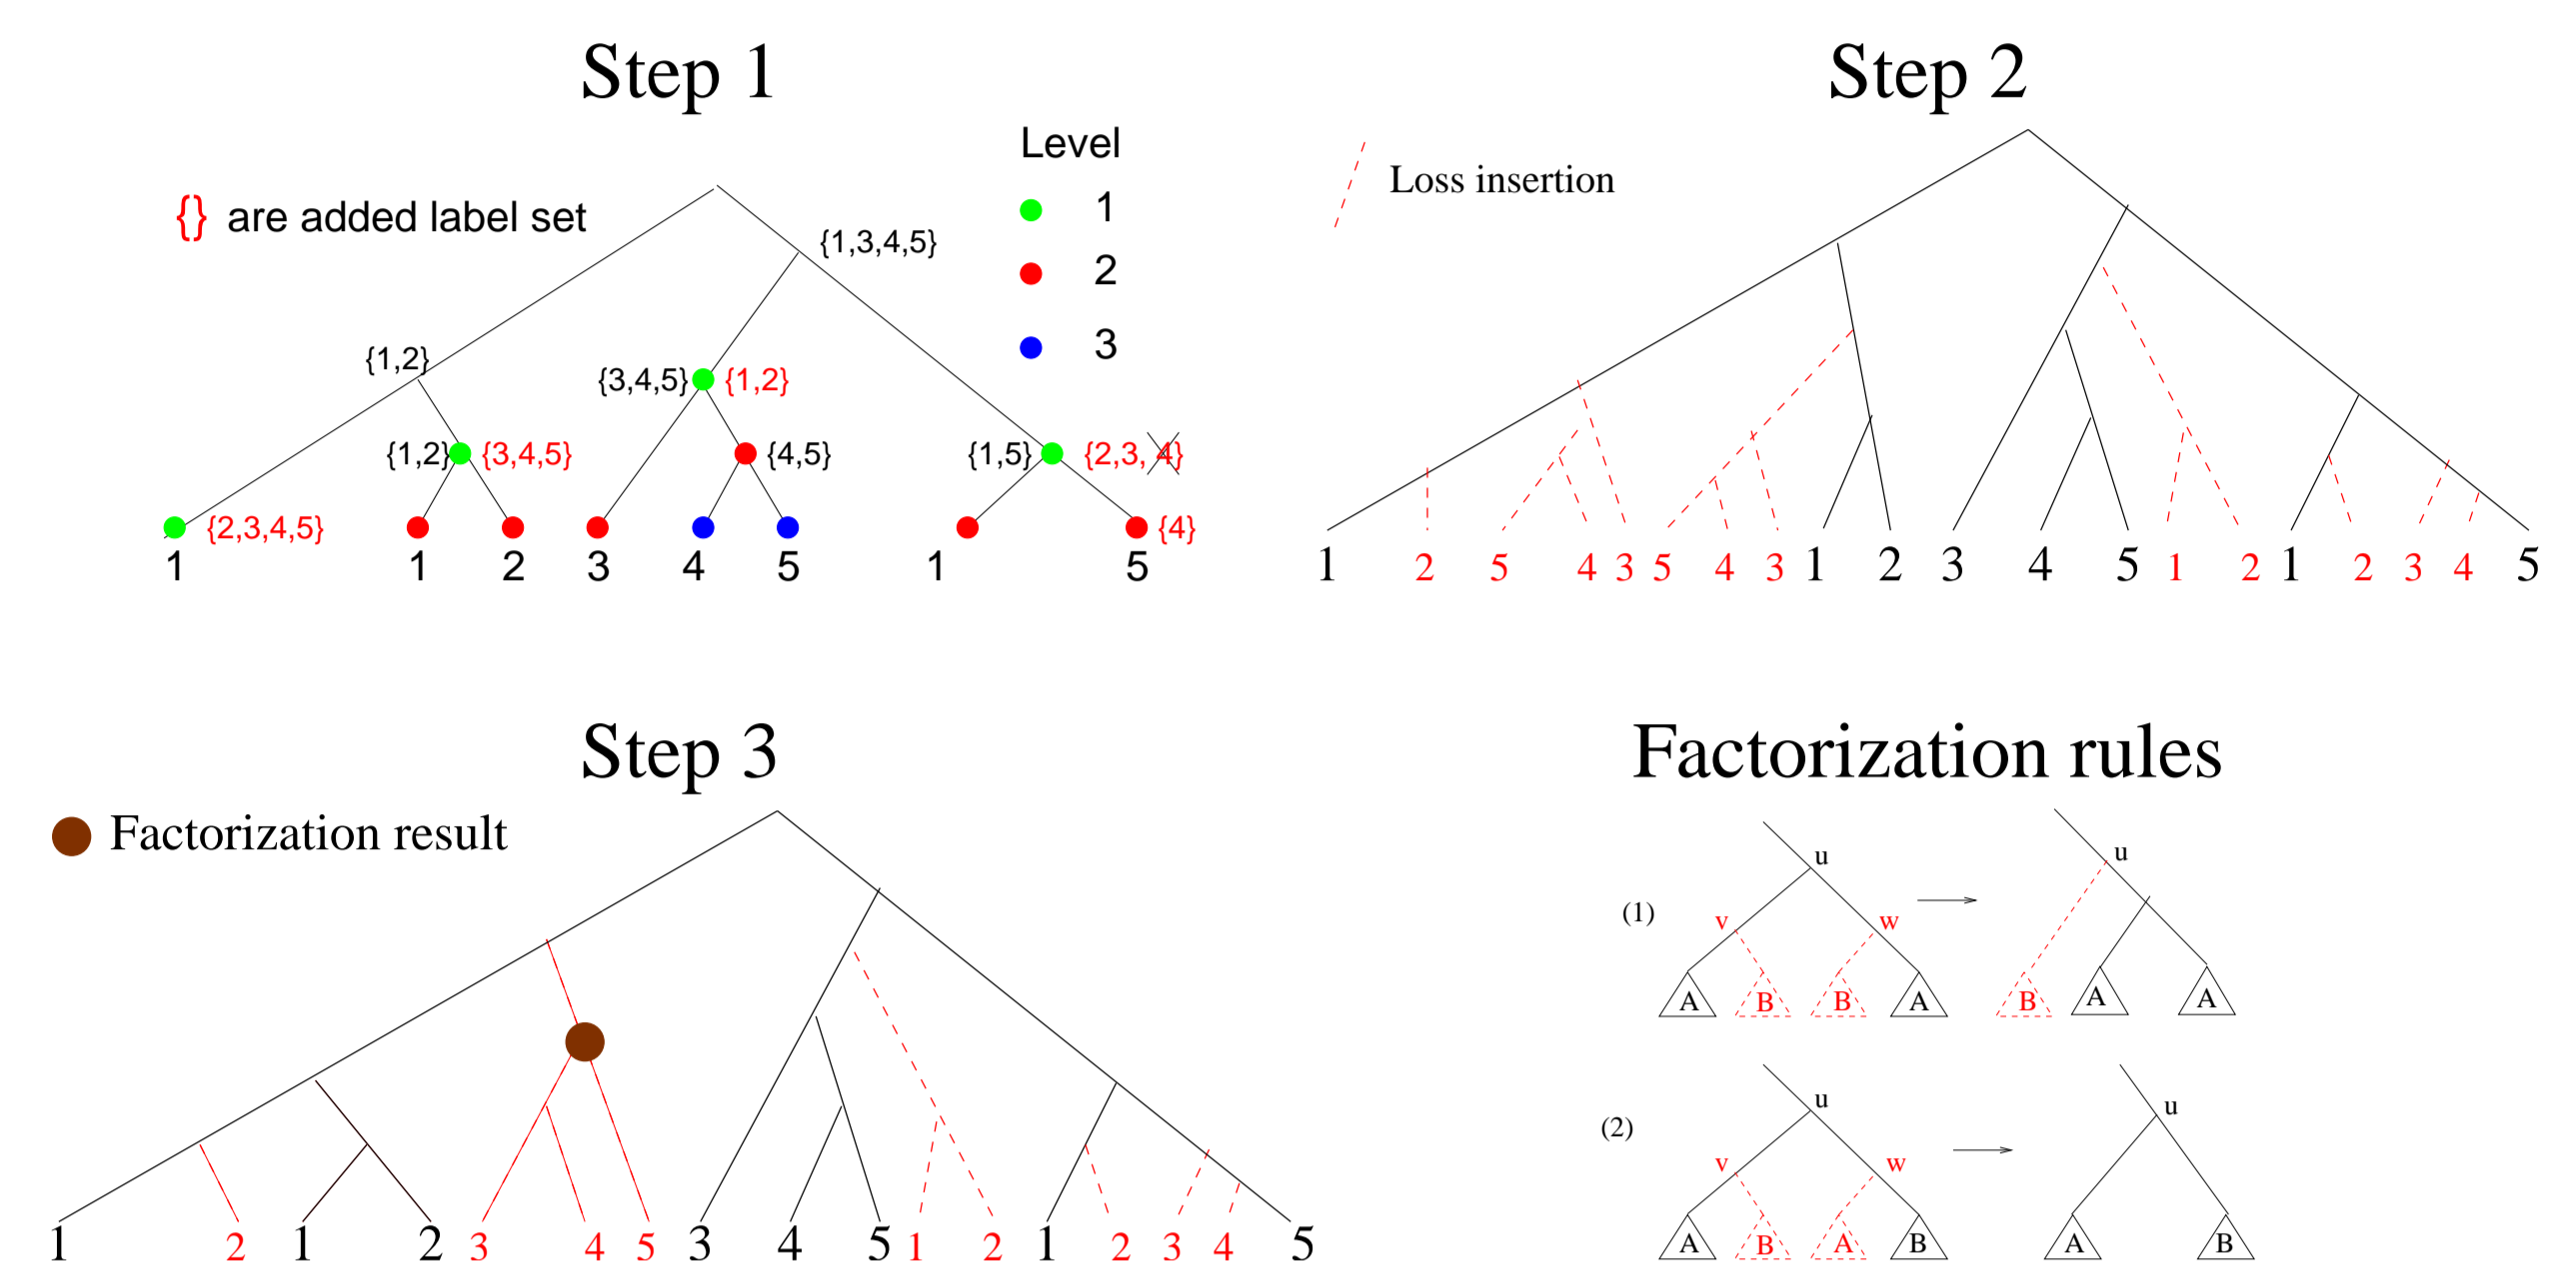 Step 1
{} are added label set
Level
1
2
3
{1,3,4,5}
{1,2}
{3,4,5} {1,2}
{1,2} {3,4,5}
{4,5}
{1,5} {2,3, 4}
{2,3,4,5}
{4}
1 1 2 3 4 5 1 5
Step 2
Loss insertion
1 2 5 4 3 5 4 3 1 2 3 4 5 1 2 1 2 3 4 5
Step 3
Factorization result
1 2 1 2 3 4 5 3 4 5 1 2 1 2 3 4 5
Factorization rules
(1)
u
v w
A B B A
u
B A A
(2)
u
v w
A B A B
u
A B